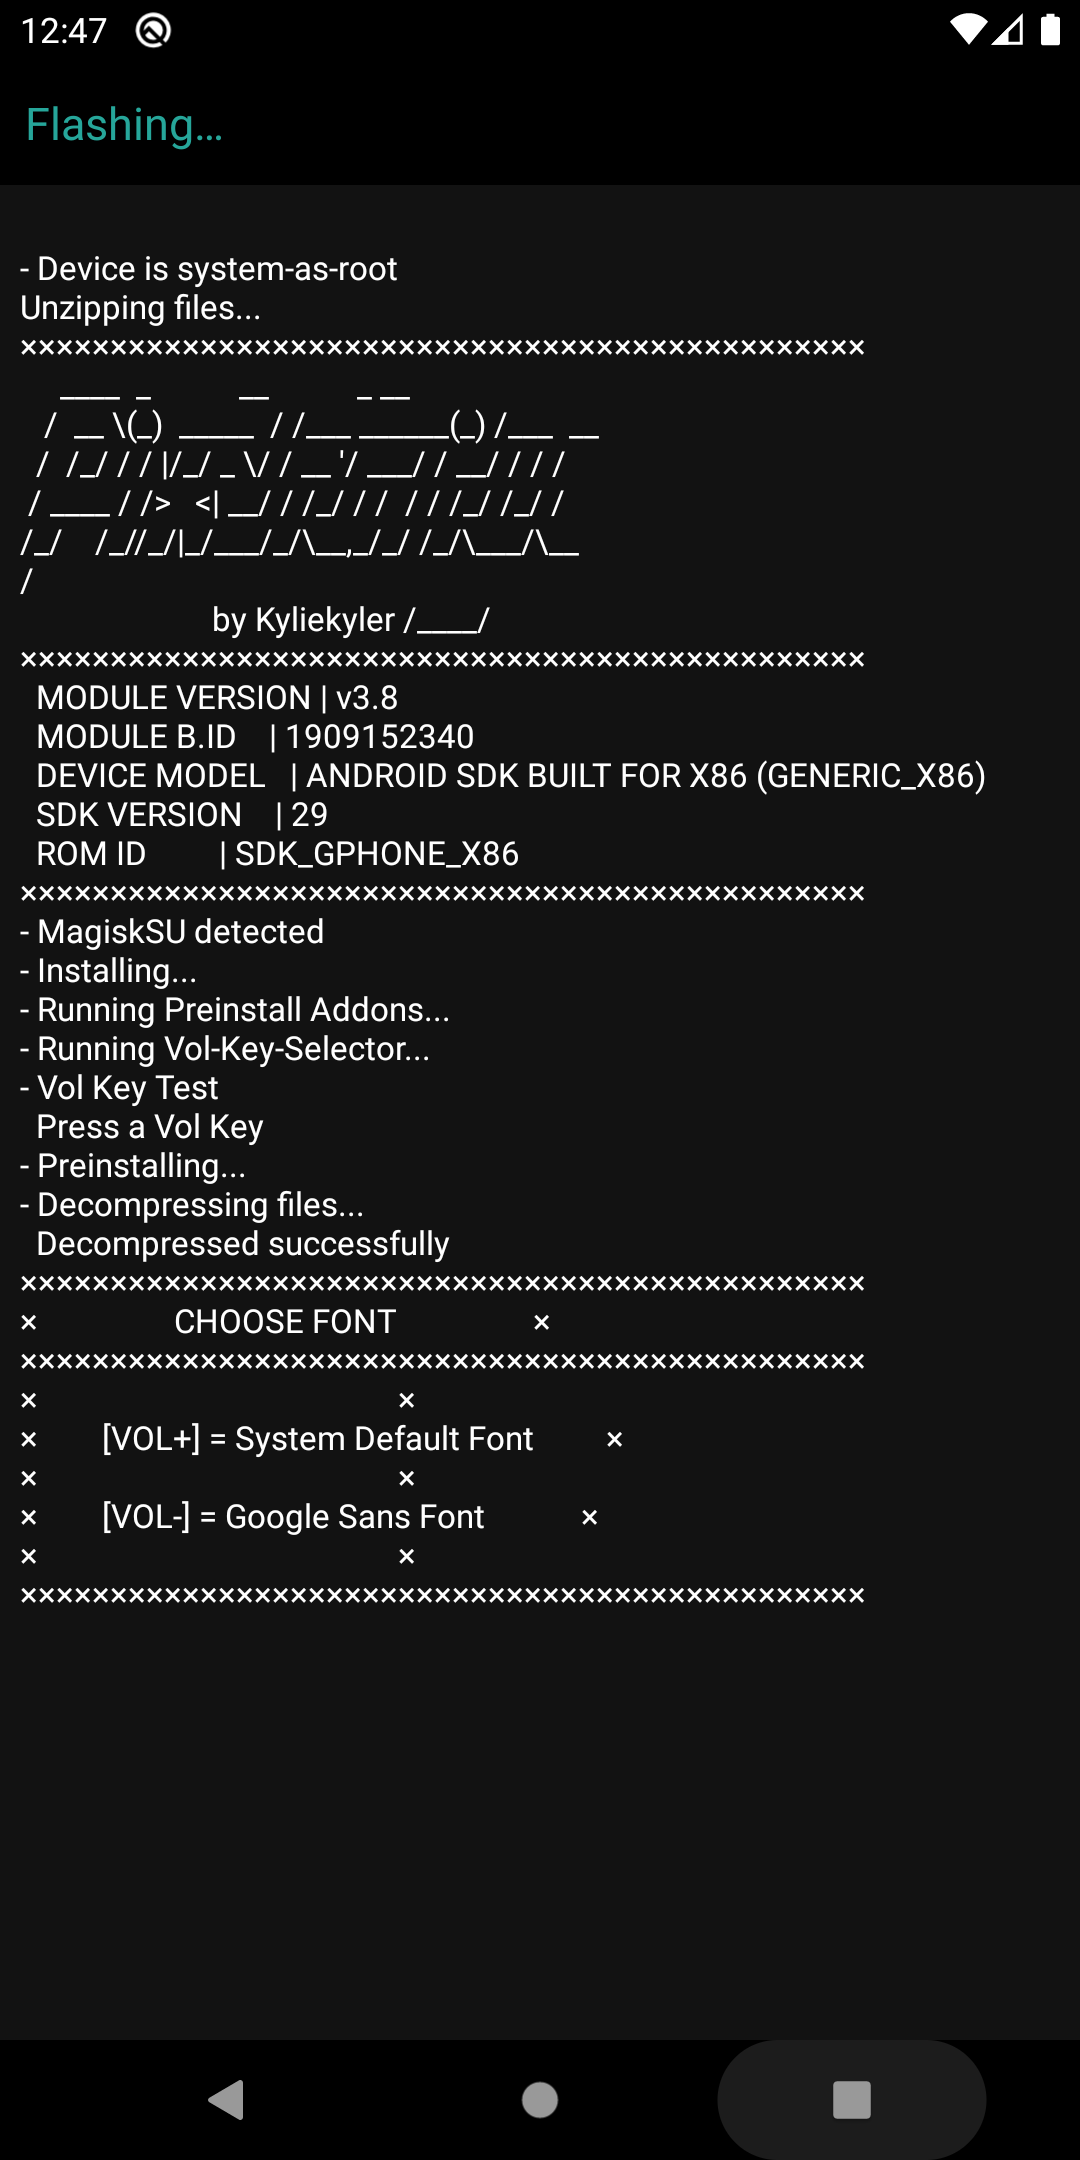 12:47
Flashing...
- Device is system-as-root
Unzipping files...
×××××××××××××××××××××××××××××××××××××××××××××××
____  _           __           _ __
/  __ \(_)  _____  / /___ ______(_) /___  __
/  /_/ / / |/_/ _ \/ / __ '/ ___/ / __/ / / /
/ ____ / />   <| __/ / /_/ / /  / / /_/ /_/ /
/_/    /_//_/|_/___/_/\__,_/_/ /_/\___/\__
/
by Kyliekyler /____/
×××××××××××××××××××××××××××××××××××××××××××××××
MODULE VERSION | v3.8
MODULE B.ID    | 1909152340
DEVICE MODEL   | ANDROID SDK BUILT FOR X86 (GENERIC_X86)
SDK VERSION    | 29
ROM ID         | SDK_GPHONE_X86
×××××××××××××××××××××××××××××××××××××××××××××××
- MagiskSU detected
- Installing...
- Running Preinstall Addons...
- Running Vol-Key-Selector...
- Vol Key Test
Press a Vol Key
- Preinstalling...
- Decompressing files...
Decompressed successfully
×××××××××××××××××××××××××××××××××××××××××××××××
×                 CHOOSE FONT                 ×
×××××××××××××××××××××××××××××××××××××××××××××××
×                                             ×
×        [VOL+] = System Default Font         ×
×                                             ×
×        [VOL-] = Google Sans Font            ×
×                                             ×
×××××××××××××××××××××××××××××××××××××××××××××××